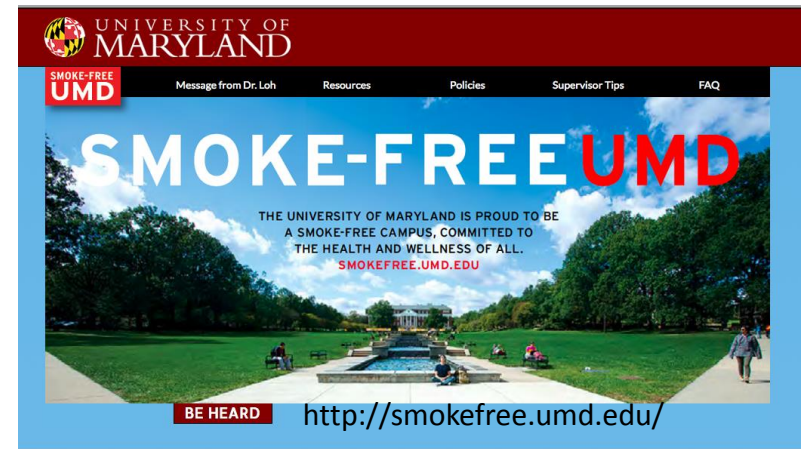 UNIVERSITY OF
MARYLAND
SMOKE-FREE
UMD
Message from Dr. Loh Resources Policies Supervisor Tips FAQ
SMOKE-FREE UMD
THE UNIVERSITY OF MARYLAND IS PROUD TO BE
A SMOKE-FREE CAMPUS, COMMITTED TO
THE HEALTH AND WELLNESS OF ALL.
SMOKEFREE.UMD.EDU
BE HEARD http://smokefree.umd.edu/